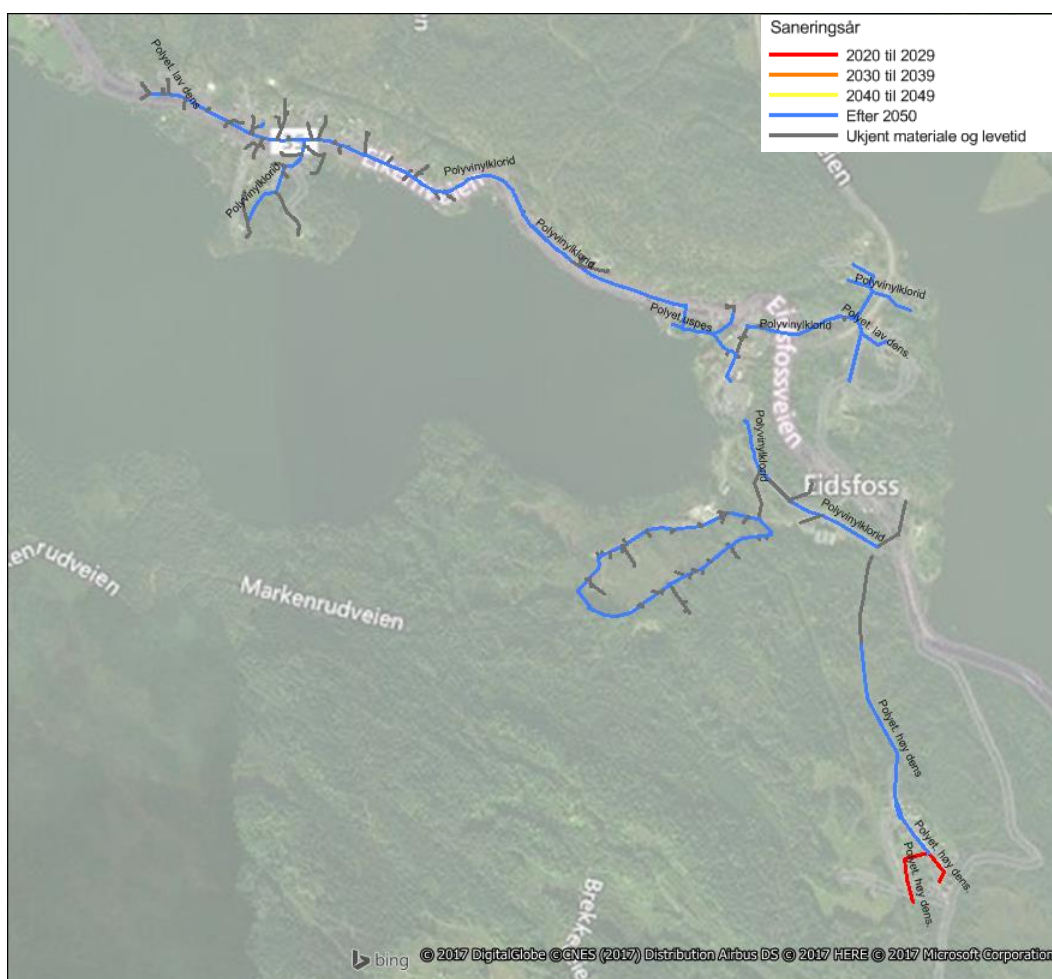 Saneringsår
2020 til 2029
2030 til 2039
2040 til 2049
Efter 2050
Ukjent materiale og levetid
Polyet. lav dens
Polyvinylklorid
Polyvinylklorid
Polyvinylklorid
Polyvinylklorid
Polyet.uspes
Polyvinylklorid
Polyet. lav dens.
Eidsfossveien
Polyvinylklorid
Eidsfoss
Polyvinylklorid
kenrudveien
Markenrudveien
Polyet. høy dens
Polyet. høy dens.
Polyet. høy dens.
bing
© 2017 DigitalGlobe ©CNES (2017) Distribution Airbus DS © 2017 HERE © 2017 Microsoft Corporation